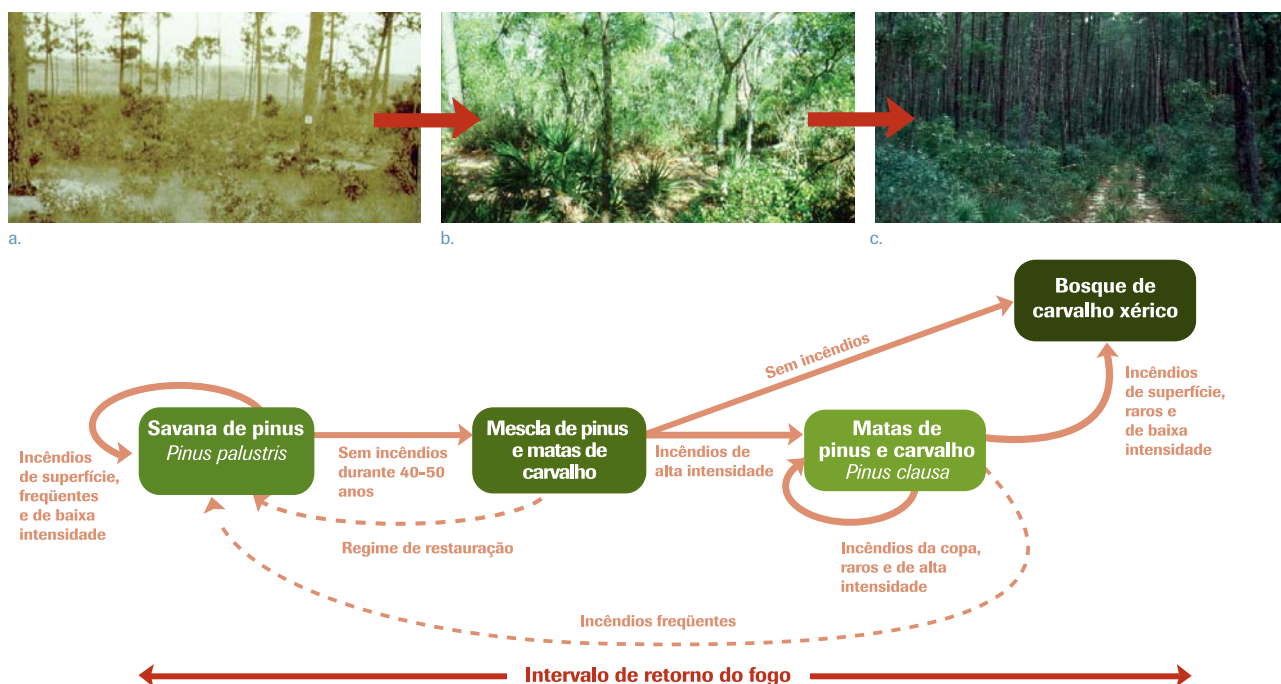 a.
b.
c.
Bosque de
carvalho xérico
Sem incêndios
Incêndios
de superfície,
raros e
de baixa
intensidade
Savana de pinus
Pinus palustris
Mescla de pinus
e matas de
carvalho
Matas de
pinus e carvalho
Pinus clausa
Incêndios
de superfície,
freqüentes
e de baixa
intensidade
Sem incêndios
durante 40-50
anos
Incêndios de
alta intensidade
Regime de restauração
Incêndios da copa,
raros e de alta
intensidade
Incêndios freqüentes
Intervalo de retorno do fogo